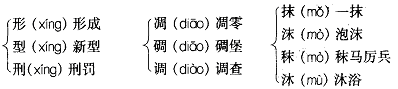 形 (xíng) 形成
型 (xíng) 新型
刑(xíng) 刑罚
凋 (diāo) 凋零
碉 (diāo) 碉堡
调 (diào) 调查
抹 (mǒ) 一抹
沫 (mò) 泡沫
秣 (mò) 秣马厉兵
沐 (mù) 沐浴